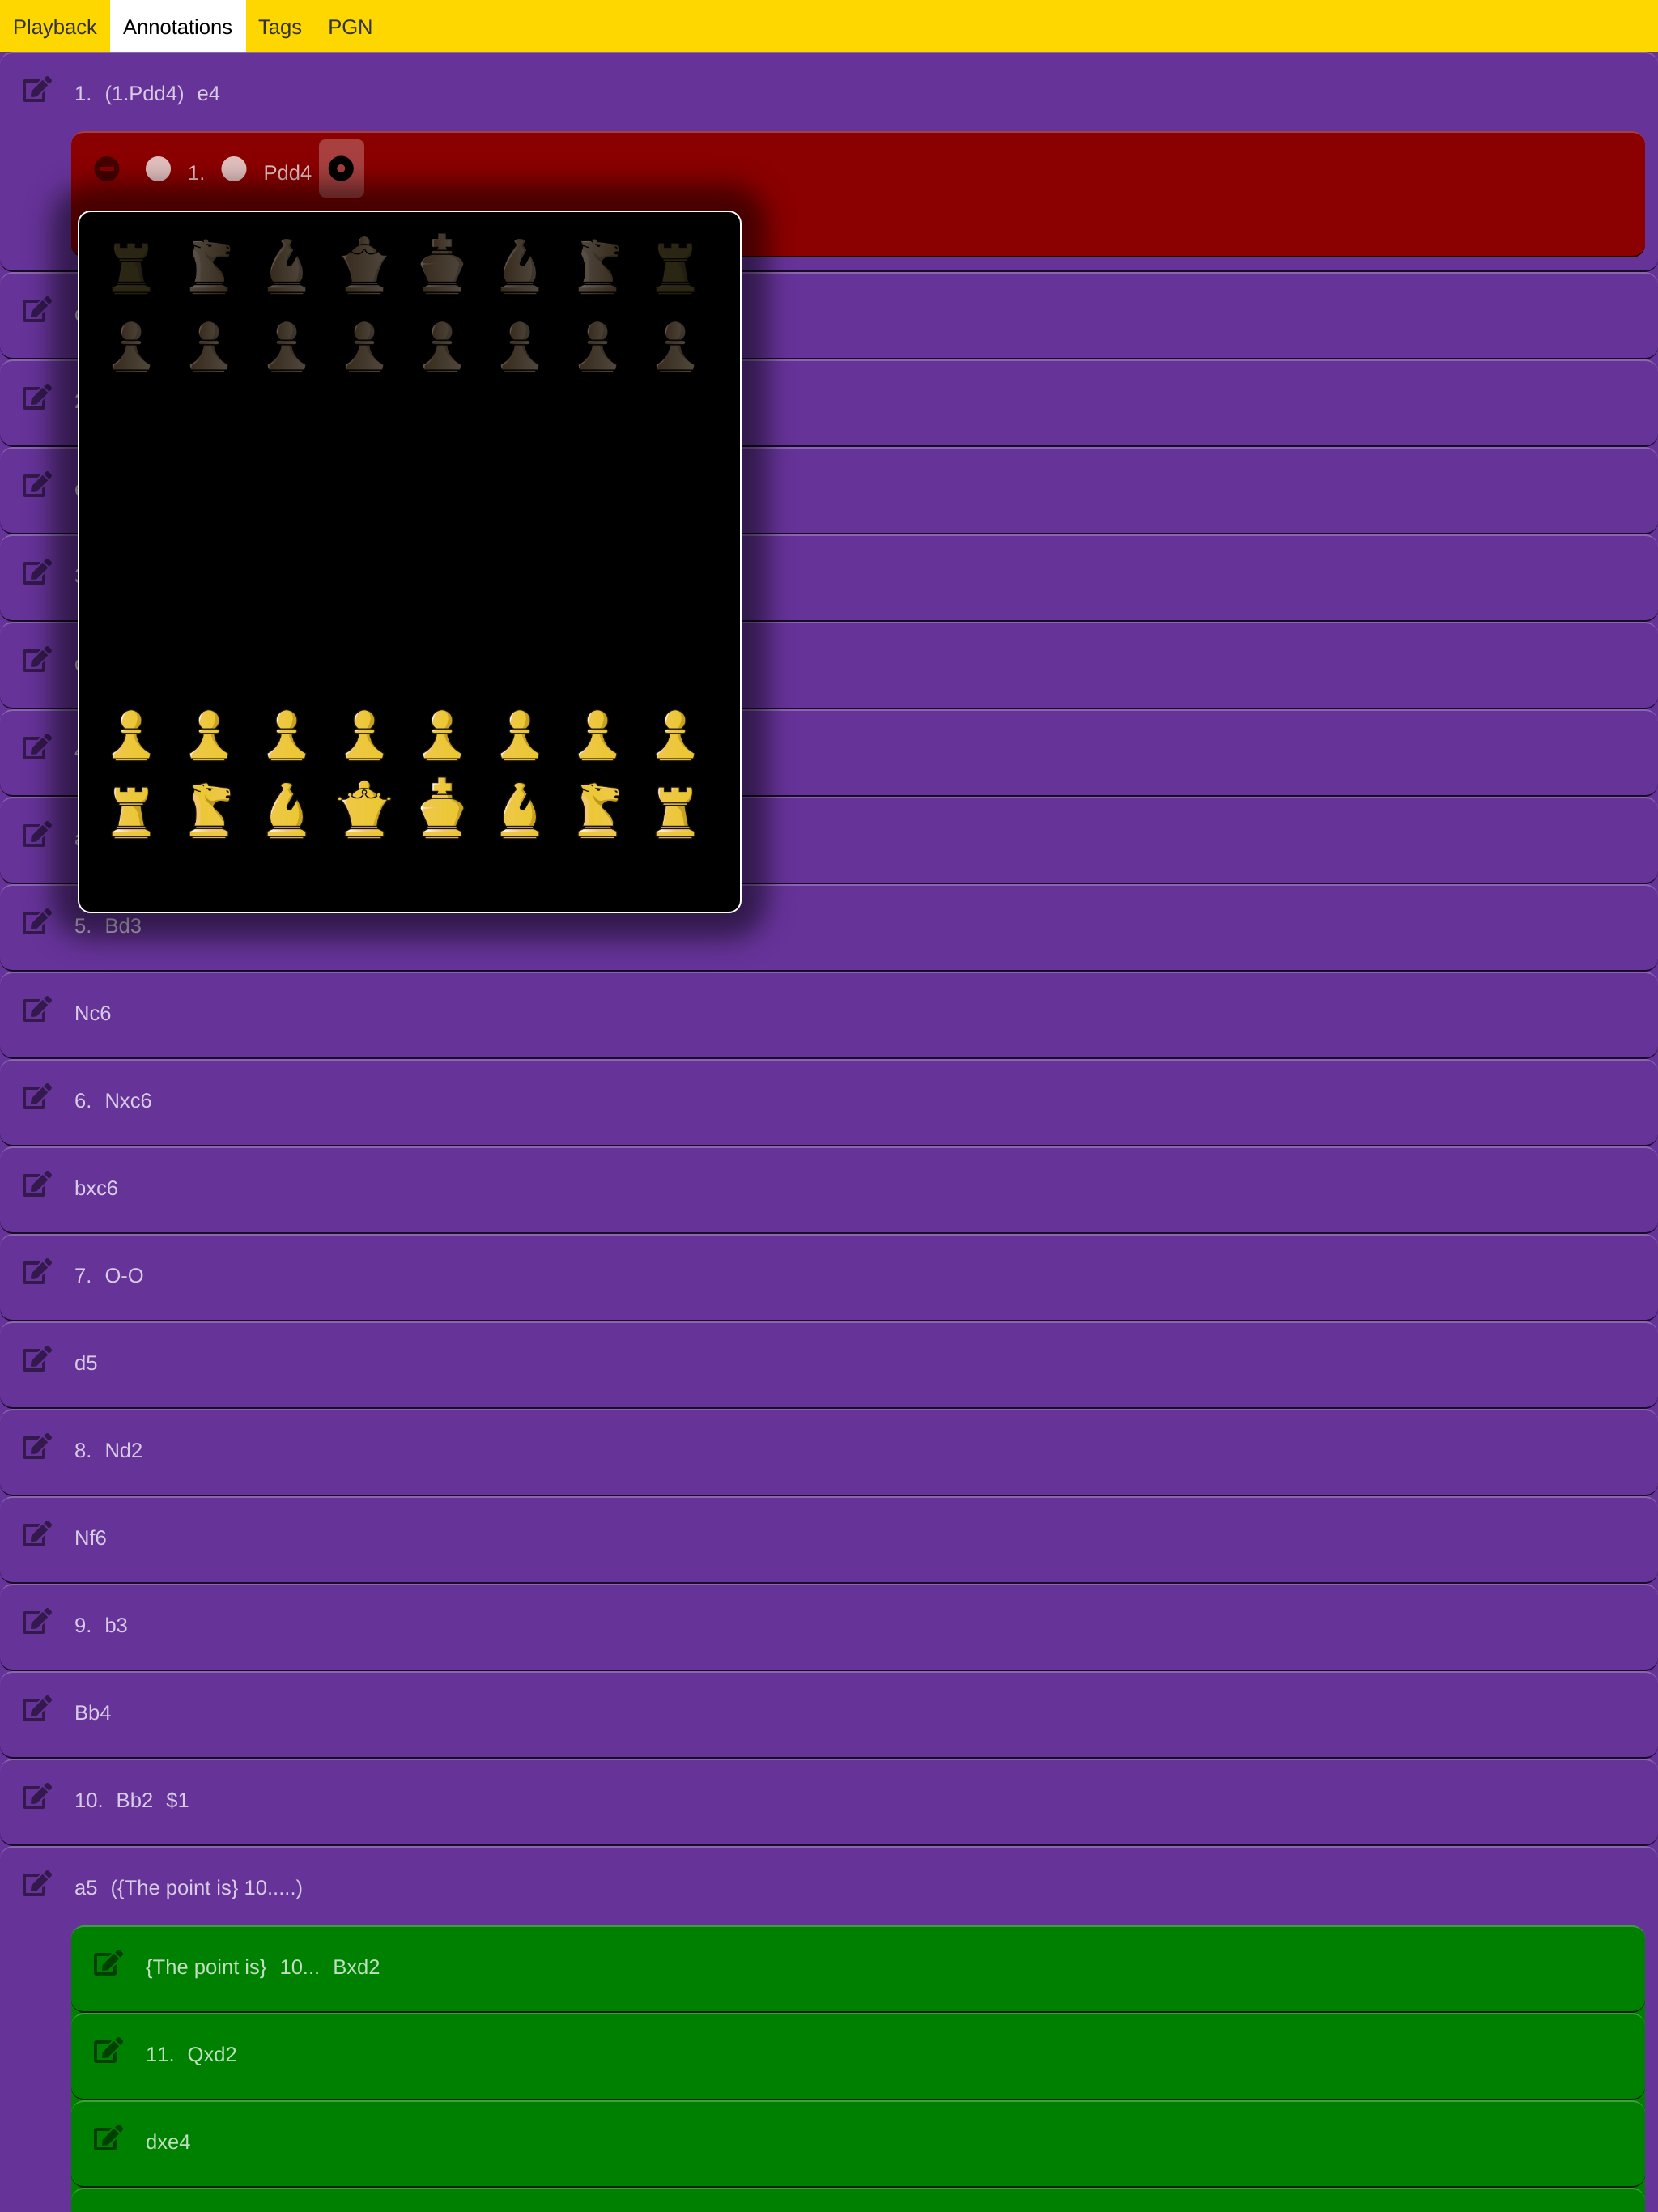 Playback Annotations Tags PGN
1. (1.Pdd4) e4
1. Pdd4
5. Bd3
Nc6
6. Nxc6
bxc6
7. O-O
d5
8. Nd2
Nf6
9. b3
Bb4
10. Bb2 $1
a5 ({The point is} 10.....)
{The point is} 10... Bxd2
11. Qxd2
dxe4